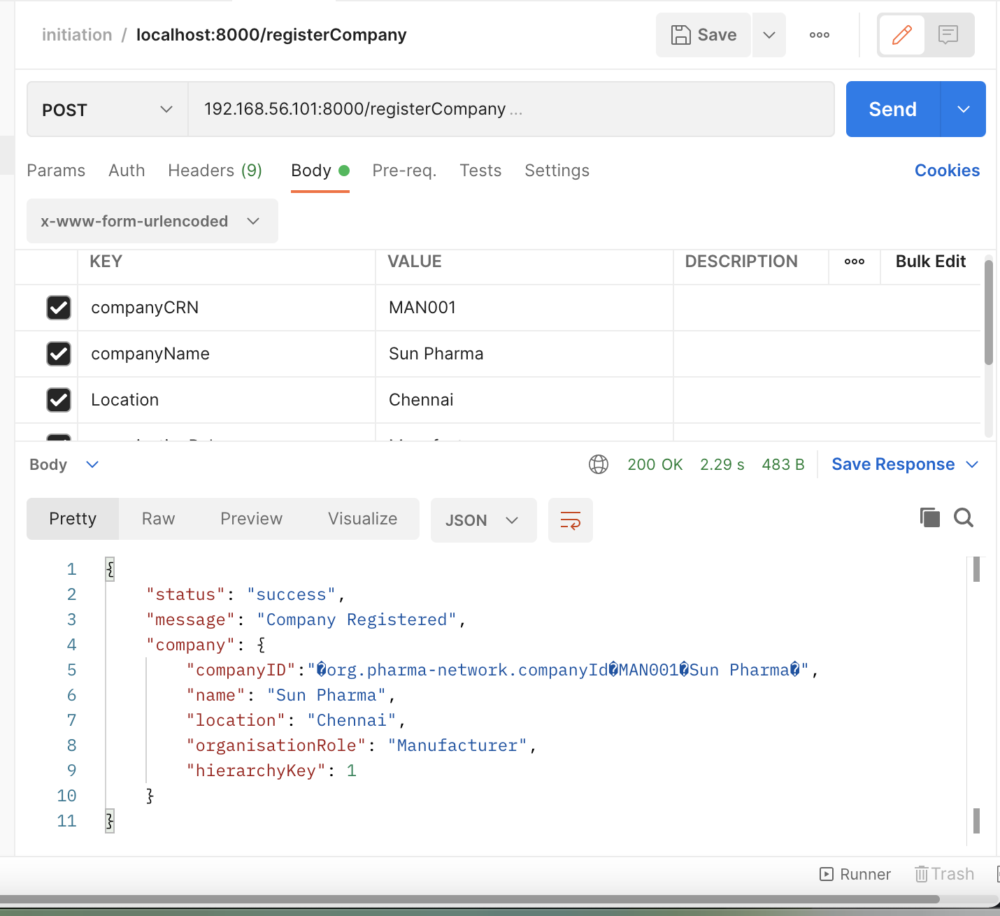 initiation / localhost:8000/registerCompany Save
POST 192.168.56.101:8000/registerCompany ... Send
Params Auth Headers (9) Body Pre-req. Tests Settings Cookies
x-www-form-urlencoded
KEY VALUE DESCRIPTION Bulk Edit
companyCRN MAN001
companyName Sun Pharma
Location Chennai
Body 200 OK 2.29 s 483 B Save Response
Pretty Raw Preview Visualize JSON
1 {
2 "status": "success",
3 "message": "Company Registered",
4 "company": {
5 "companyID":"�org.pharma-network.companyId�MAN001�Sun Pharma�",
6 "name": "Sun Pharma",
7 "location": "Chennai",
8 "organisationRole": "Manufacturer",
9 "hierarchyKey": 1
10 }
11 }
Runner Trash